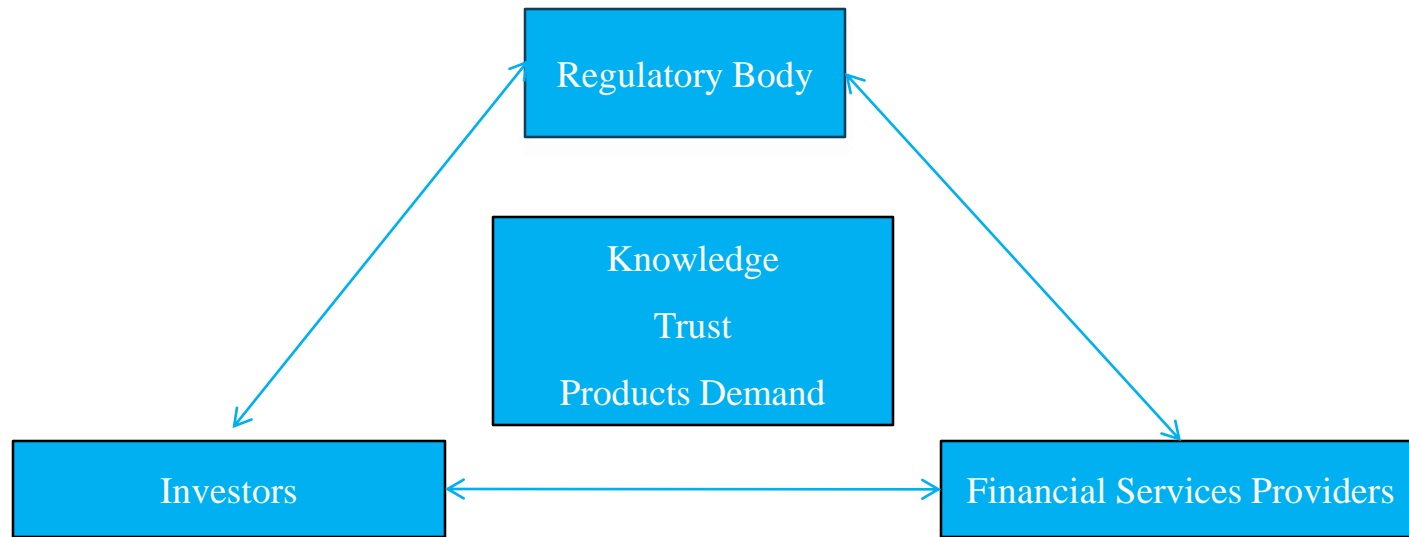 Regulatory Body
Knowledge
Trust
Products Demand
Investors
Financial Services Providers